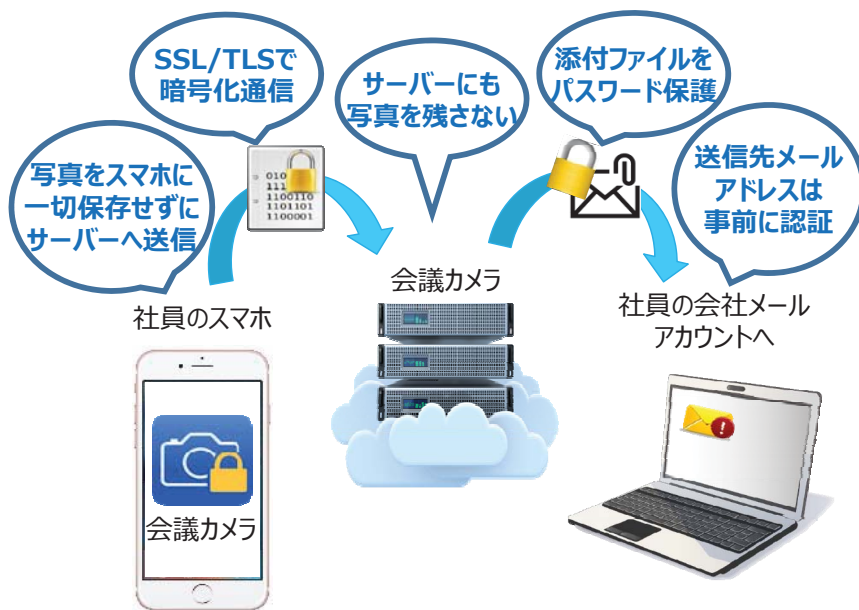 SSL/TLSで
暗号化通信
サーバーにも
写真を残さない
添付ファイルを
パスワード保護
写真をスマホに
一切保存せずに
サーバーへ送信
送信先メール
アドレスは
事前に認証
010
111
1100110
1101101
1100001
社員のスマホ
会議カメラ
社員の会社メール
アカウントへ
会議カメラ